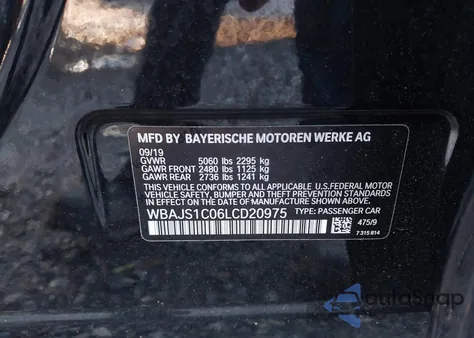 MFD BY BAYERISCHE MOTOREN WERKE AG
09/19
GVWR 5060 lbs 2295 kg
GAWR FRONT 2480 lbs 1125 kg
GAWR REAR 2736 lbs 1241 kg
THIS VEHICLE CONFORMS TO ALL APPLICABLE U.S. FEDERAL MOTOR
VEHICLE SAFETY, BUMPER AND THEFT PREVENTION STANDARDS
IN EFFECT ON THE DATE OF MANUFACTURE SHOWN ABOVE.
WBAJS1C06LCD20975 TYPE: PASSENGER CAR
475/9
7 315 814
autoSnap